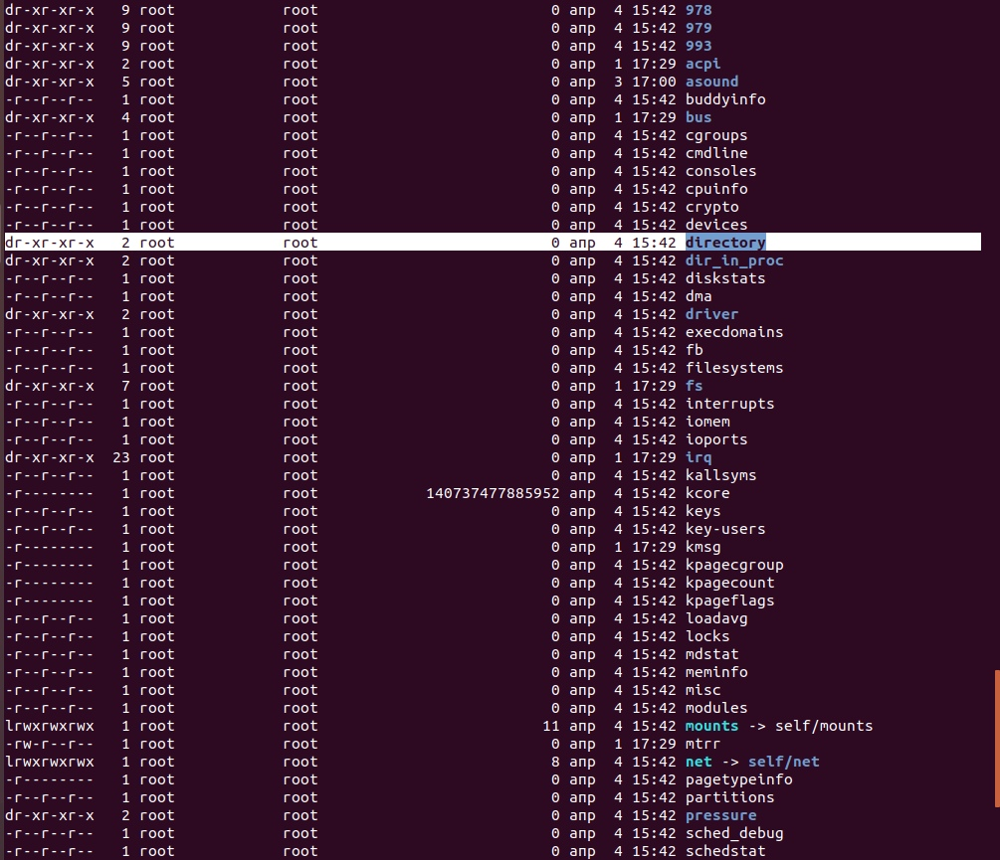 dr-xr-xr-x   9 root            root                          0 апр  4 15:42 978
dr-xr-xr-x   9 root            root                          0 апр  4 15:42 979
dr-xr-xr-x   9 root            root                          0 апр  4 15:42 993
dr-xr-xr-x   2 root            root                          0 апр  1 17:29 acpi
dr-xr-xr-x   5 root            root                          0 апр  3 17:00 asound
-r--r--r--   1 root            root                          0 апр  4 15:42 buddyinfo
dr-xr-xr-x   4 root            root                          0 апр  1 17:29 bus
-r--r--r--   1 root            root                          0 апр  4 15:42 cgroups
-r--r--r--   1 root            root                          0 апр  4 15:42 cmdline
-r--r--r--   1 root            root                          0 апр  4 15:42 consoles
-r--r--r--   1 root            root                          0 апр  4 15:42 cpuinfo
-r--r--r--   1 root            root                          0 апр  4 15:42 crypto
-r--r--r--   1 root            root                          0 апр  4 15:42 devices
dr-xr-xr-x   2 root            root                          0 апр  4 15:42 directory
dr-xr-xr-x   2 root            root                          0 апр  4 15:42 dir_in_proc
-r--r--r--   1 root            root                          0 апр  4 15:42 diskstats
-r--r--r--   1 root            root                          0 апр  4 15:42 dma
dr-xr-xr-x   2 root            root                          0 апр  4 15:42 driver
-r--r--r--   1 root            root                          0 апр  4 15:42 execdomains
-r--r--r--   1 root            root                          0 апр  4 15:42 fb
-r--r--r--   1 root            root                          0 апр  4 15:42 filesystems
dr-xr-xr-x   7 root            root                          0 апр  1 17:29 fs
-r--r--r--   1 root            root                          0 апр  4 15:42 interrupts
-r--r--r--   1 root            root                          0 апр  4 15:42 iomem
-r--r--r--   1 root            root                          0 апр  4 15:42 ioports
dr-xr-xr-x  23 root            root                          0 апр  1 17:29 irq
-r--r--r--   1 root            root                          0 апр  4 15:42 kallsyms
-r--------   1 root            root            140737477885952 апр  4 15:42 kcore
-r--r--r--   1 root            root                          0 апр  4 15:42 keys
-r--r--r--   1 root            root                          0 апр  4 15:42 key-users
-r--------   1 root            root                          0 апр  1 17:29 kmsg
-r--------   1 root            root                          0 апр  4 15:42 kpagecgroup
-r--------   1 root            root                          0 апр  4 15:42 kpagecount
-r--------   1 root            root                          0 апр  4 15:42 kpageflags
-r--r--r--   1 root            root                          0 апр  4 15:42 loadavg
-r--r--r--   1 root            root                          0 апр  4 15:42 locks
-r--r--r--   1 root            root                          0 апр  4 15:42 mdstat
-r--r--r--   1 root            root                          0 апр  4 15:42 meminfo
-r--r--r--   1 root            root                          0 апр  4 15:42 misc
-r--r--r--   1 root            root                          0 апр  4 15:42 modules
lrwxrwxrwx   1 root            root                         11 апр  4 15:42 mounts -> self/mounts
-rw-r--r--   1 root            root                          0 апр  1 17:29 mtrr
lrwxrwxrwx   1 root            root                          8 апр  4 15:42 net -> self/net
-r--------   1 root            root                          0 апр  4 15:42 pagetypeinfo
-r--r--r--   1 root            root                          0 апр  4 15:42 partitions
dr-xr-xr-x   2 root            root                          0 апр  4 15:42 pressure
-r--r--r--   1 root            root                          0 апр  4 15:42 sched_debug
-r--r--r--   1 root            root                          0 апр  4 15:42 schedstat